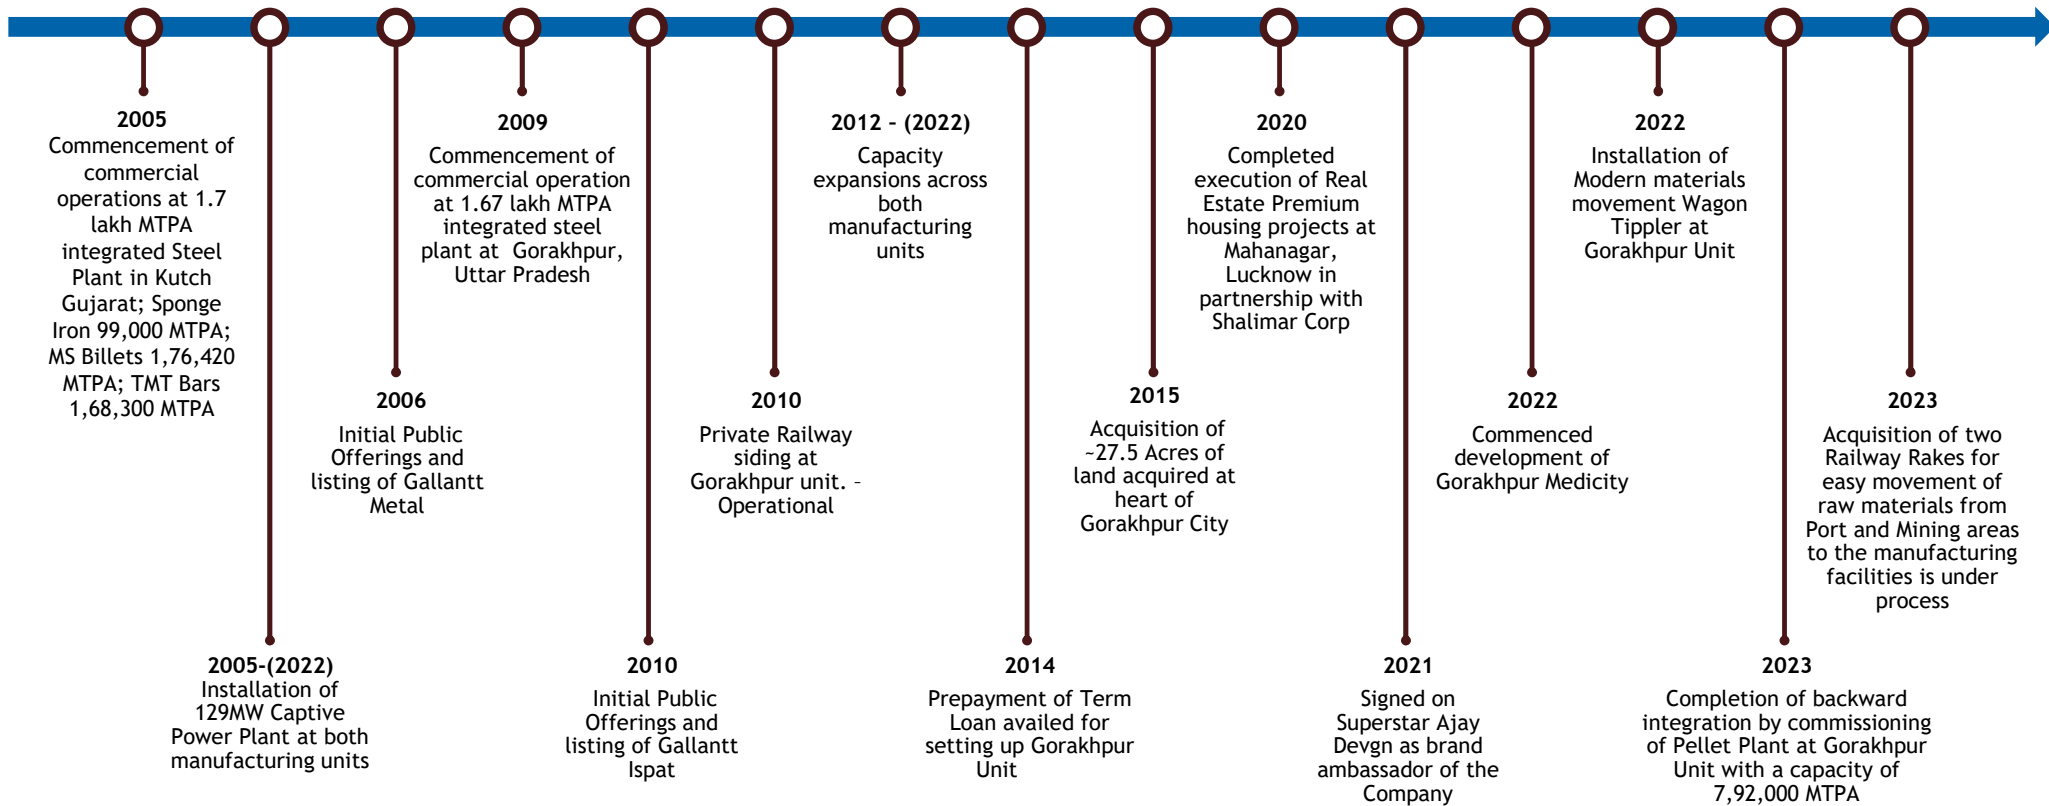 2005
Commencement of
commercial
operations at 1.7
lakh MTPA
integrated Steel
Plant in Kutch
Gujarat; Sponge
Iron 99,000 MTPA;
MS Billets 1,76,420
MTPA; TMT Bars
1,68,300 MTPA
2005-(2022)
Installation of
129MW Captive
Power Plant at both
manufacturing units
2006
Initial Public
Offerings and
listing of Gallantt
Metal
2009
Commencement of
commercial operation
at 1.67 lakh MTPA
integrated steel
plant at Gorakhpur,
Uttar Pradesh
2010
Initial Public
Offerings and
listing of Gallantt
Ispat
2010
Private Railway
siding at
Gorakhpur unit. –
Operational
2012 – (2022)
Capacity
expansions across
both
manufacturing
units
2014
Prepayment of Term
Loan availed for
setting up Gorakhpur
Unit
2015
Acquisition of
~27.5 Acres of
land acquired at
heart of
Gorakhpur City
2020
Completed
execution of Real
Estate Premium
housing projects at
Mahanagar,
Lucknow in
partnership with
Shalimar Corp
2021
Signed on
Superstar Ajay
Devgn as brand
ambassador of the
Company
2022
Commenced
development of
Gorakhpur Medicity
2022
Installation of
Modern materials
movement Wagon
Tippler at
Gorakhpur Unit
2023
Completion of backward
integration by commissioning
of Pellet Plant at Gorakhpur
Unit with a capacity of
7,92,000 MTPA
2023
Acquisition of two
Railway Rakes for
easy movement of
raw materials from
Port and Mining areas
to the manufacturing
facilities is under
process